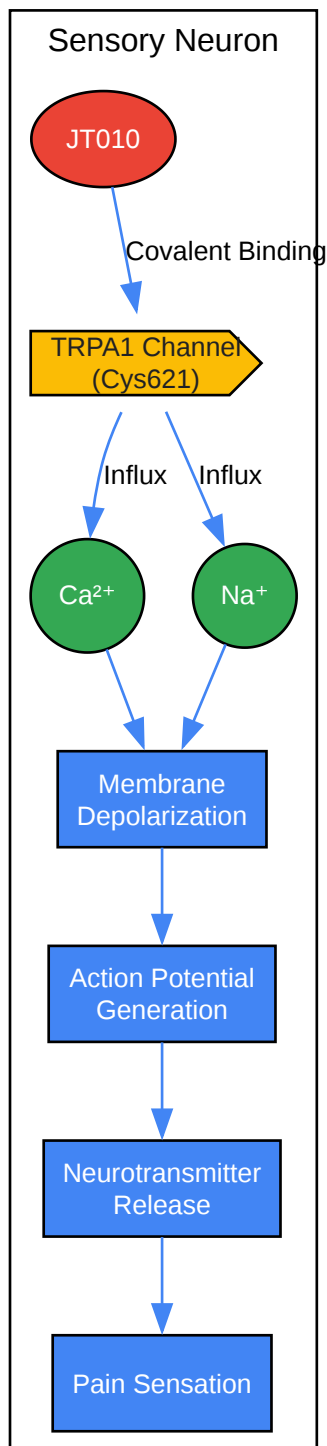 Sensory Neuron
JT010
Covalent Binding
TRPA1 Channel
(Cys621)
Influx
Influx
Ca²⁺
Na⁺
Membrane
Depolarization
Action Potential
Generation
Neurotransmitter
Release
Pain Sensation